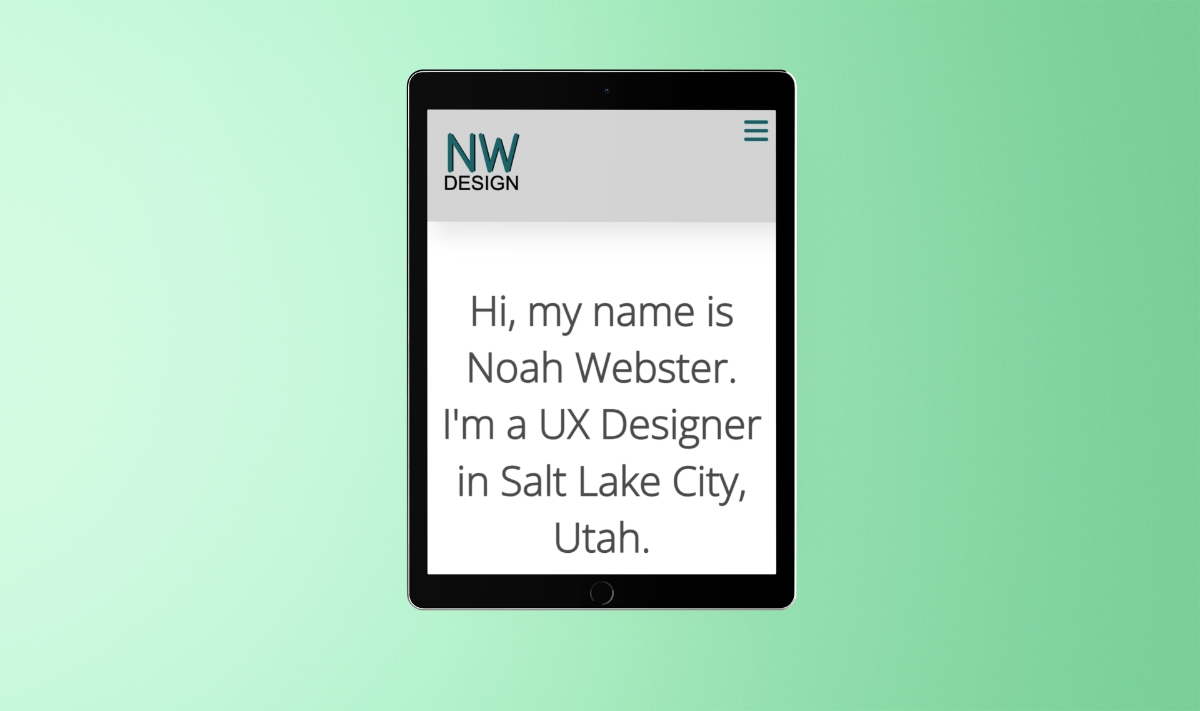 NW
DESIGN
Hi, my name is
Noah Webster.
I'm a UX Designer
in Salt Lake City,
Utah.